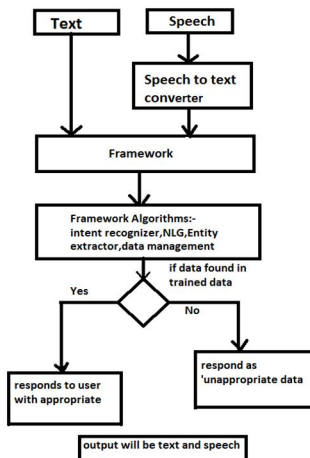 Text
Speech
Speech to text
converter
Framework
Framework Algorithms:-
intent recognizer,NLG,Entity
extractor,data management
if data found in
trained data
Yes
No
responds to user
with appropriate
respond as
'unappropriate data
output will be text and speech